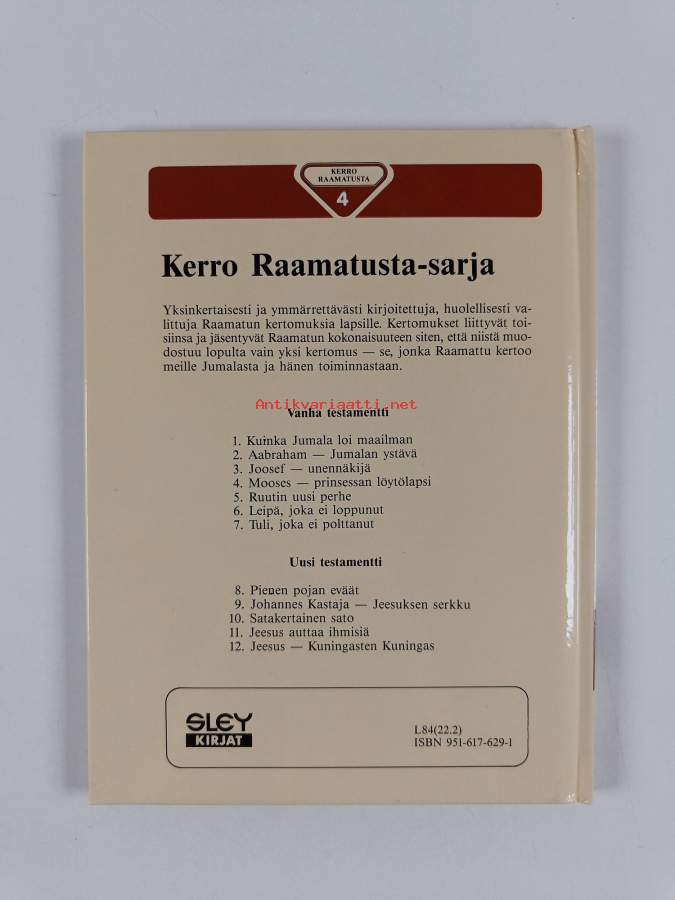 KERRO
RAAMATUSTA
4
Kerro Raamatusta-sarja
Yksinkertaisesti ja ymmärrettävästi kirjoitettuja, huolellisesti va-
littuja Raamatun kertomuksia lapsille. Kertomukset liittyvät toi-
siinsa ja jäsentyvät Raamatun kokonaisuuteen siten, että niistä muo-
dostuu lopulta vain yksi kertomus — se, jonka Raamattu kertoo
meille Jumalasta ja hänen toiminnastaan.
Antikvariaatti.net
Vanha testamentti
1. Kuinka Jumala loi maailman
2. Aabraham — Jumalan ystävä
3. Joosef — unennäkijä
4. Mooses — prinsessan löytölapsi
5. Ruutin uusi perhe
6. Leipä, joka ei loppunut
7. Tuli, joka ei polttanut
Uusi testamentti
8. Pienen pojan eväät
9. Johannes Kastaja — Jeesuksen serkku
10. Satakertainen sato
11. Jeesus auttaa ihmisiä
12. Jeesus — Kuningasten Kuningas
SLEY
KIRJAT
L84(22.2)
ISBN 951-617-629-1